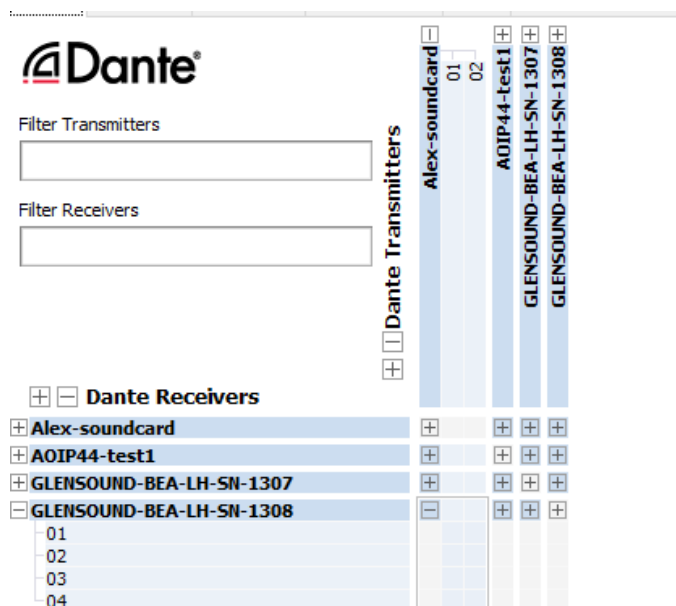 Dante®
Filter Transmitters
Filter Receivers
Dante Transmitters
Alex-soundcard
01
02
AOIP44-test1
GLENSOUND-BEA-LH-SN-1307
GLENSOUND-BEA-LH-SN-1308
Dante Receivers
Alex-soundcard
AOIP44-test1
GLENSOUND-BEA-LH-SN-1307
GLENSOUND-BEA-LH-SN-1308
01
02
03
04